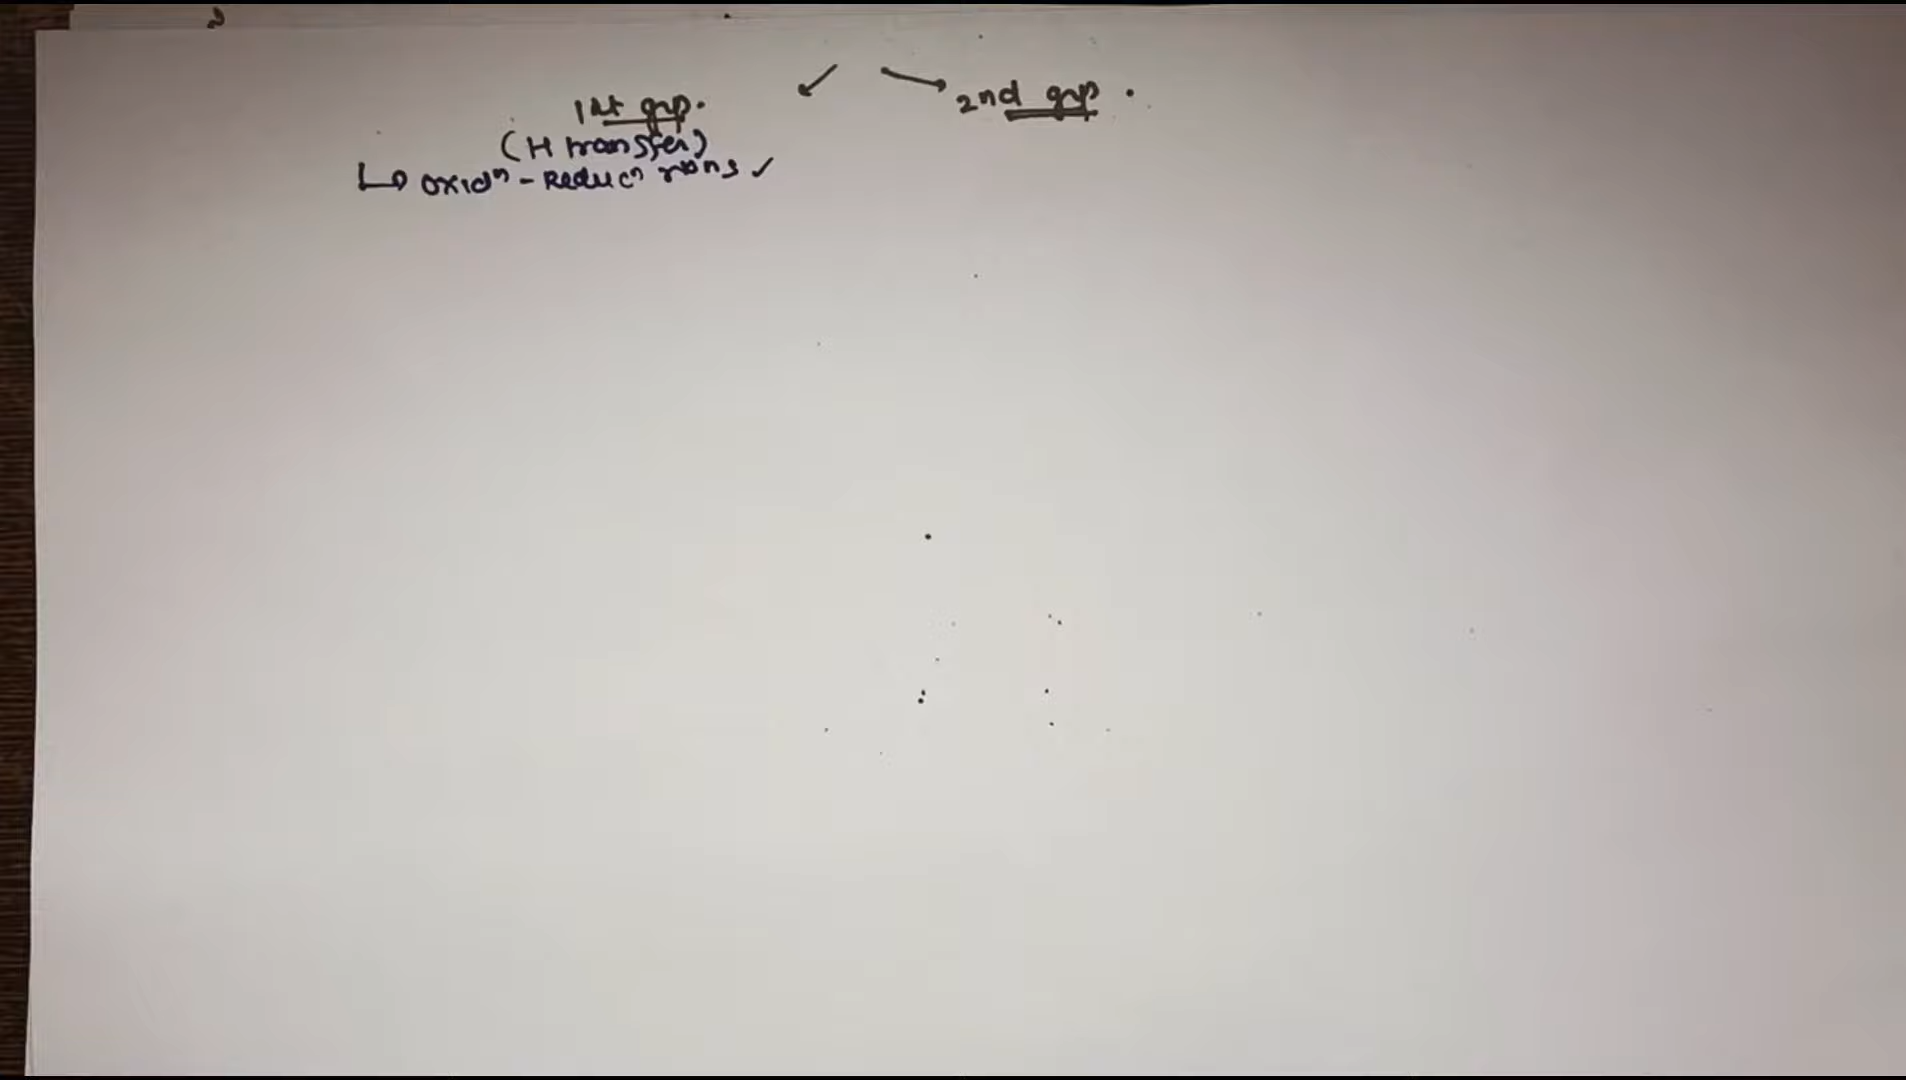 1st grp.
2nd grp.
(H transfer)
oxidn - Reducn rxns ✓